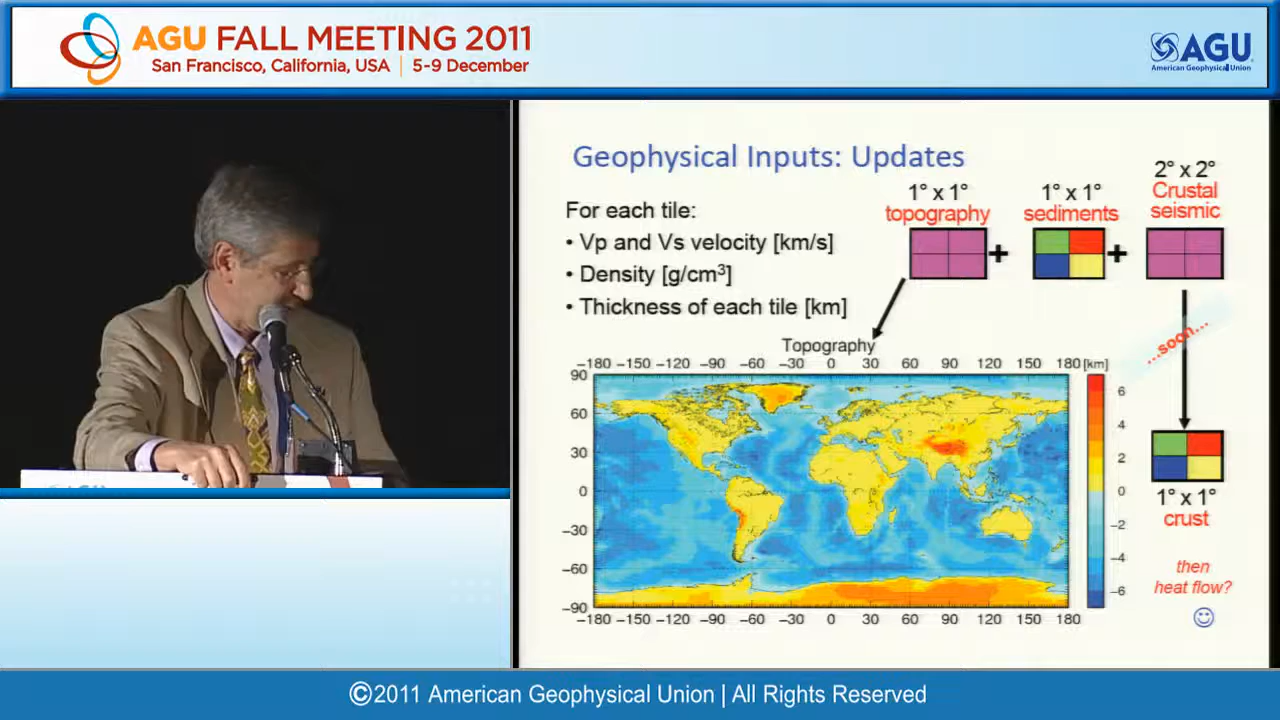 AGU FALL MEETING 2011
San Francisco, California, USA | 5-9 December
AGU
American Geophysical Union
Geophysical Inputs: Updates
For each tile:
• Vp and Vs velocity [km/s]
• Density [g/cm³]
• Thickness of each tile [km]
1° x 1°
topography
+
1° x 1°
sediments
+
2° x 2°
Crustal
seismic
...soon...
Topography
−180 −150 −120 −90 −60 −30 0 30 60 90 120 150 180 [km]
90
60
30
0
−30
−60
−90
6
4
2
0
−2
−4
−6
−180 −150 −120 −90 −60 −30 0 30 60 90 120 150 180
1° x 1°
crust
then
heat flow?
©2011 American Geophysical Union | All Rights Reserved